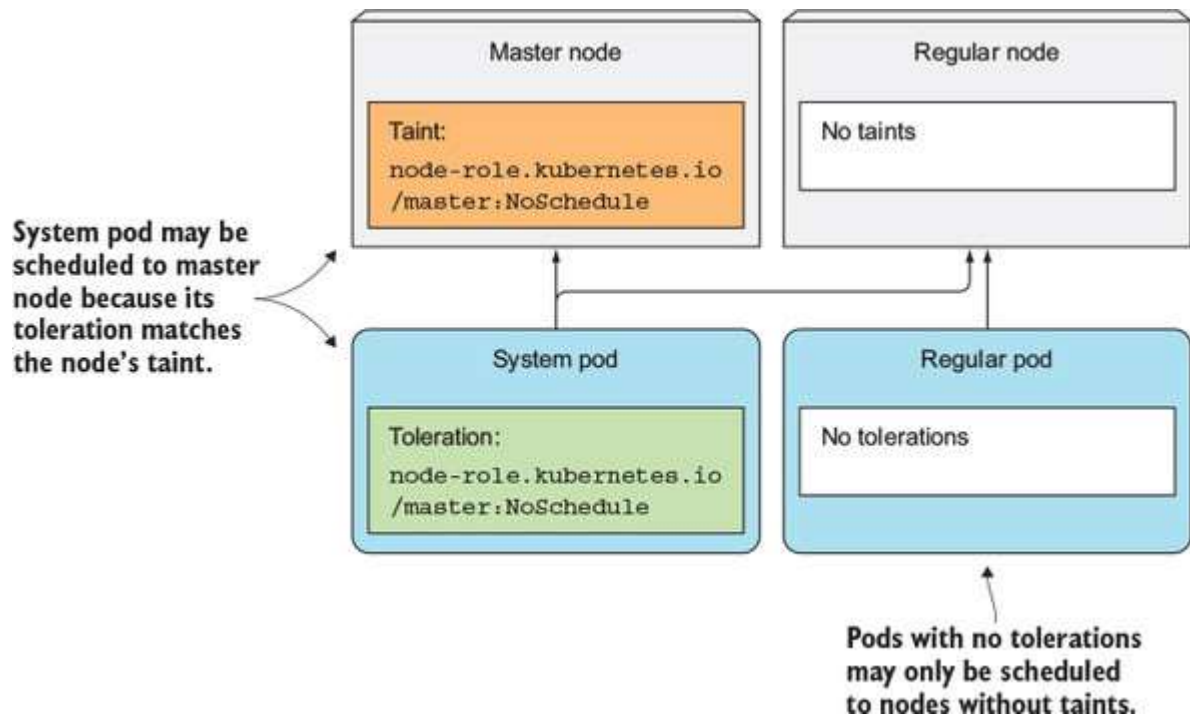 Master node
Taint:
node-role.kubernetes.io
/master:NoSchedule
Regular node
No taints
System pod may be
scheduled to master
node because its
toleration matches
the node's taint.
System pod
Toleration:
node-role.kubernetes.io
/master:NoSchedule
Regular pod
No tolerations
Pods with no tolerations
may only be scheduled
to nodes without taints.